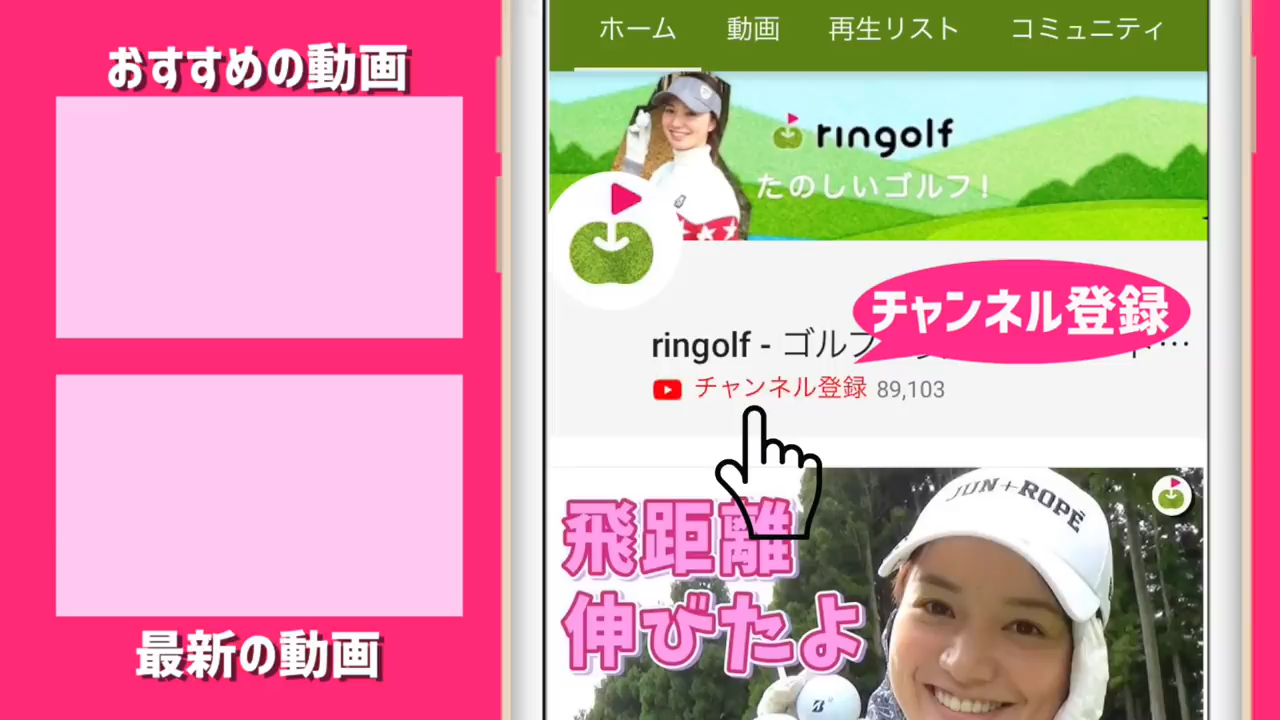 おすすめの動画
最新の動画
ホーム 動画 再生リスト コミュニティ
ringolf
たのしいゴルフ!
チャンネル登録
ringolf - ゴルフ
チャンネル登録 89,103
JUN+ROPÉ
飛距離
伸びたよ
B